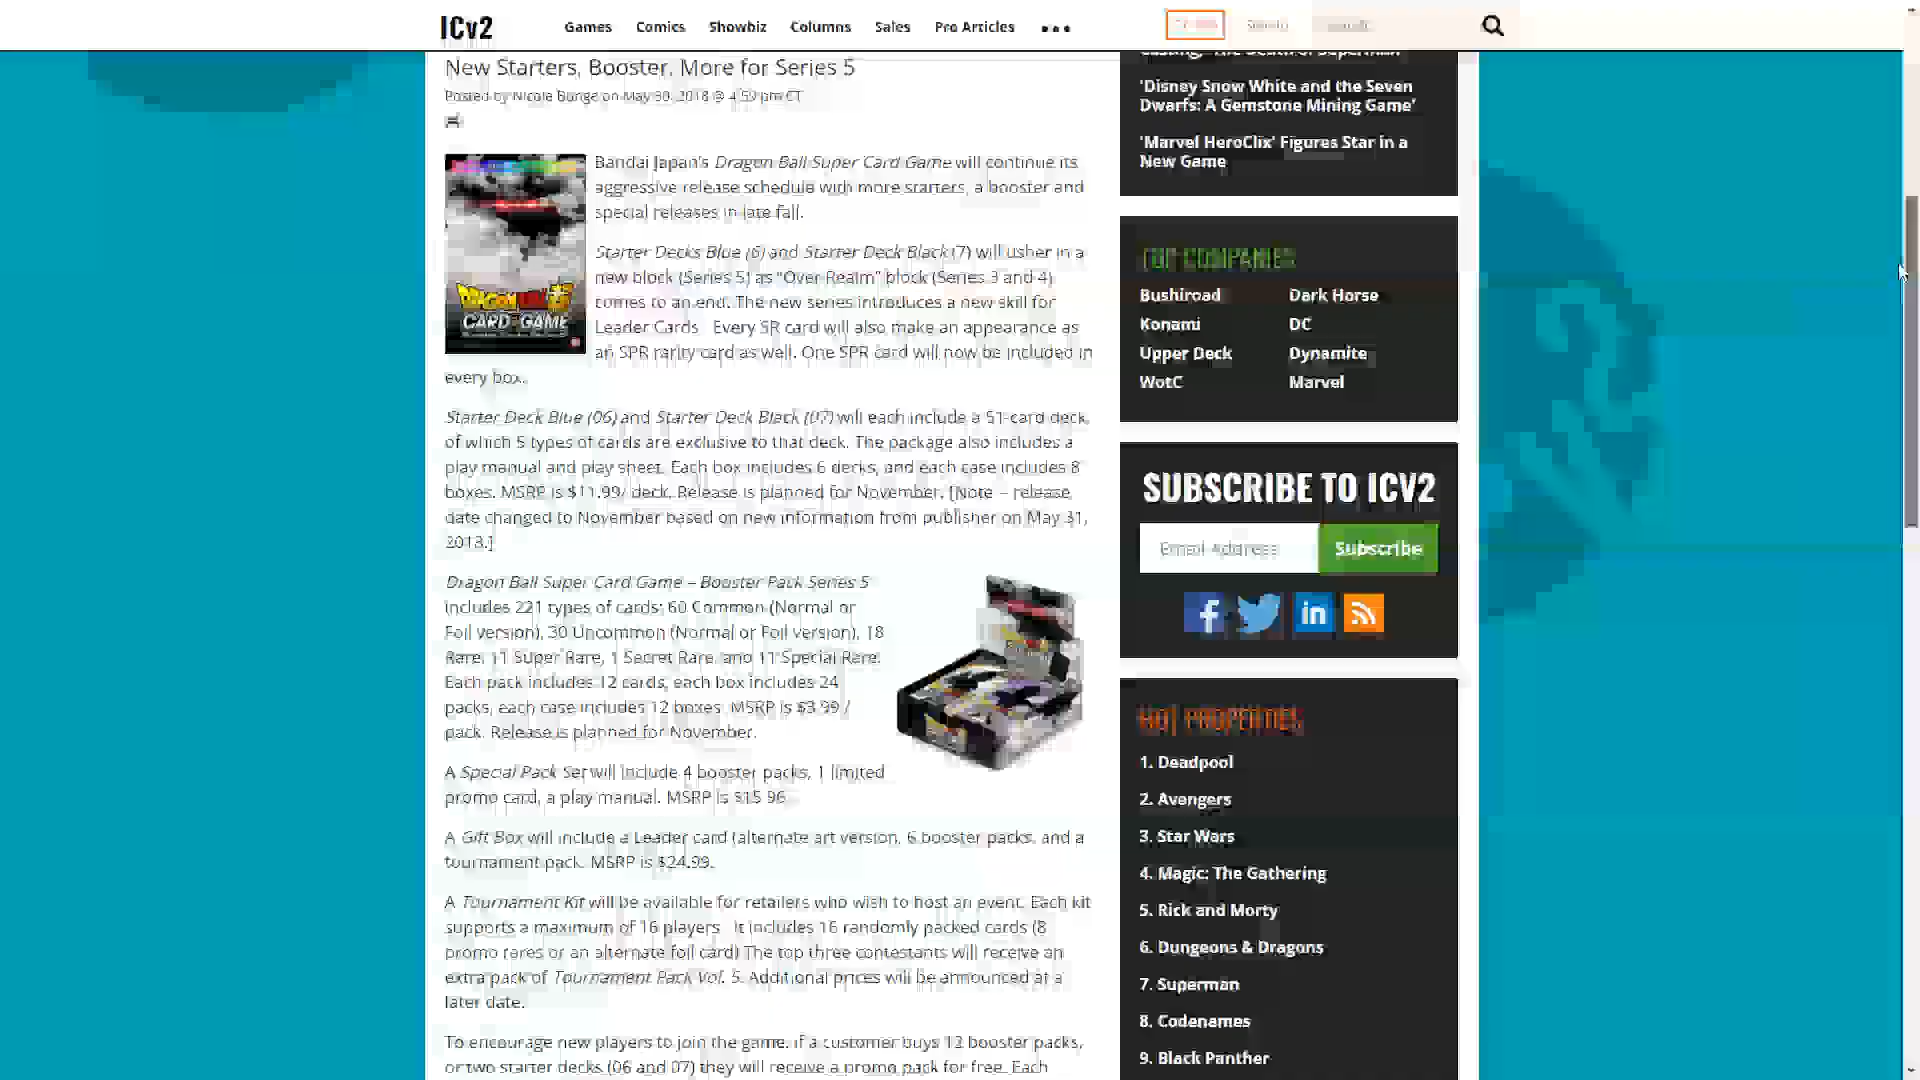 ICv2
Games Comics Showbiz Columns Sales Pro Articles
New Starters, Booster, More for Series 5
Posted by Nicole Bunge on May 30, 2018 @ 4:59 pm CT
Bandai Japan's Dragon Ball Super Card Game will continue its
aggressive release schedule with more starters, a booster and
special releases in late fall.
Starter Decks Blue (6) and Starter Deck Black (7) will usher in a
new block (Series 5) as "Over Realm" block (Series 3 and 4)
comes to an end. The new series introduces a new skill for
Leader Cards. Every SR card will also make an appearance as
an SPR rarity card as well. One SPR card will now be included in
every box.
Starter Deck Blue (06) and Starter Deck Black (07) will each include a 51-card deck,
of which 5 types of cards are exclusive to that deck. The package also includes a
play manual and play sheet. Each box includes 6 decks, and each case includes 8
boxes. MSRP is $11.99/ deck. Release is planned for November. [Note – release
date changed to November based on new information from publisher on May 31,
2018.]
Dragon Ball Super Card Game – Booster Pack Series 5
includes 221 types of cards: 60 Common (Normal or
Foil version), 30 Uncommon (Normal or Foil version), 18
Rare, 11 Super Rare, 1 Secret Rare, and 11 Special Rare.
Each pack includes 12 cards, each box includes 24
packs, each case includes 12 boxes. MSRP is $3.99 /
pack. Release is planned for November.
A Special Pack Set will include 4 booster packs, 1 limited
promo card, a play manual. MSRP is $15.96
A Gift Box will include a Leader card (alternate art version, 6 booster packs, and a
tournament pack. MSRP is $24.99.
A Tournament Kit will be available for retailers who wish to host an event. Each kit
supports a maximum of 16 players. It includes 16 randomly packed cards (8
promo rares or an alternate foil card) The top three contestants will receive an
extra pack of Tournament Pack Vol. 5. Additional prices will be announced at a
later date.
To encourage new players to join the game, if a customer buys 12 booster packs,
or two starter decks (06 and 07) they will receive a promo pack for free. Each
DRAGON BALL
CARD GAME
'Disney Snow White and the Seven
Dwarfs: A Gemstone Mining Game'
'Marvel HeroClix' Figures Star in a
New Game
TOP COMPANIES
Bushiroad Dark Horse
Konami DC
Upper Deck Dynamite
WotC Marvel
SUBSCRIBE TO ICV2
Email Address Subscribe
HOT PROPERTIES
1. Deadpool
2. Avengers
3. Star Wars
4. Magic: The Gathering
5. Rick and Morty
6. Dungeons & Dragons
7. Superman
8. Codenames
9. Black Panther